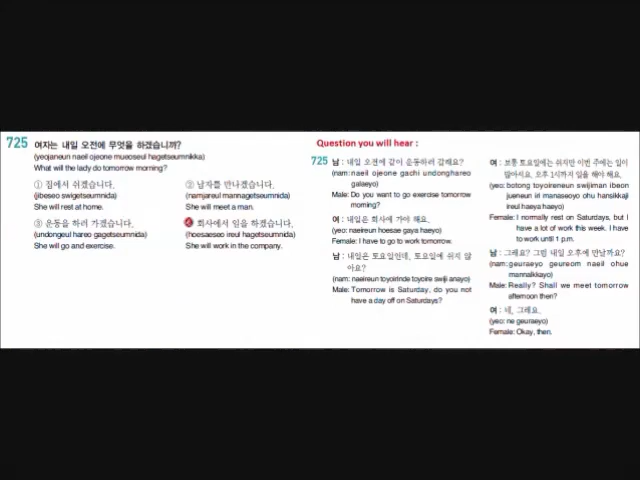 725 여자는 내일 오전에 무엇을 하겠습니까?
(yeojaneun naeil ojeone mueoseul hagetseumnikka)
What will the lady do tomorrow morning?
① 집에서 쉬겠습니다.
(jibeseo swigetseumnida)
She will rest at home.
② 남자를 만나겠습니다.
(namjareul mannagetseumnida)
She will meet a man.
③ 운동을 하러 가겠습니다.
(undongeul hareo gagetseumnida)
She will go and exercise.
회사에서 일을 하겠습니다.
(hoesaeseo ireul hagetseumnida)
She will work in the company.
Question you will hear :
725 남 : 내일 오전에 같이 운동하러 갈래요?
(nam: naeil ojeone gachi undonghareo
galaeyo)
Male: Do you want to go exercise tomorrow
morning?
여 : 내일은 회사에 가야 해요.
(yeo: naeirun hoesae gaya haeyo)
Female: I have to go to work tomorrow.
남 : 내일은 토요일인데, 토요일에 쉬지 않
아요?
(nam: naeireun toyoirinde toyoire swiji anayo)
Male: Tomorrow is Saturday, do you not
have a day off on Saturdays?
여 : 보통 토요일에는 쉬지만 이번 주에는 일이
많아서요. 오후 1시까지 일을 해야 해요.
(yeo: botong toyoireneun swijiman ibeon
jueneun iri manaseoyo ohu hansikkaji
ireul haeya haeyo)
Female: I normally rest on Saturdays, but I
have a lot of work this week. I have
to work until 1 p.m.
남 : 그래요? 그럼 내일 오후에 만날까요?
(nam: geuraeyo geureom naeil ohue
mannalkkayo)
Male: Really? Shall we meet tomorrow
afternoon then?
여 : 네, 그래요.
(yeo: ne geuraeyo)
Female: Okay, then.